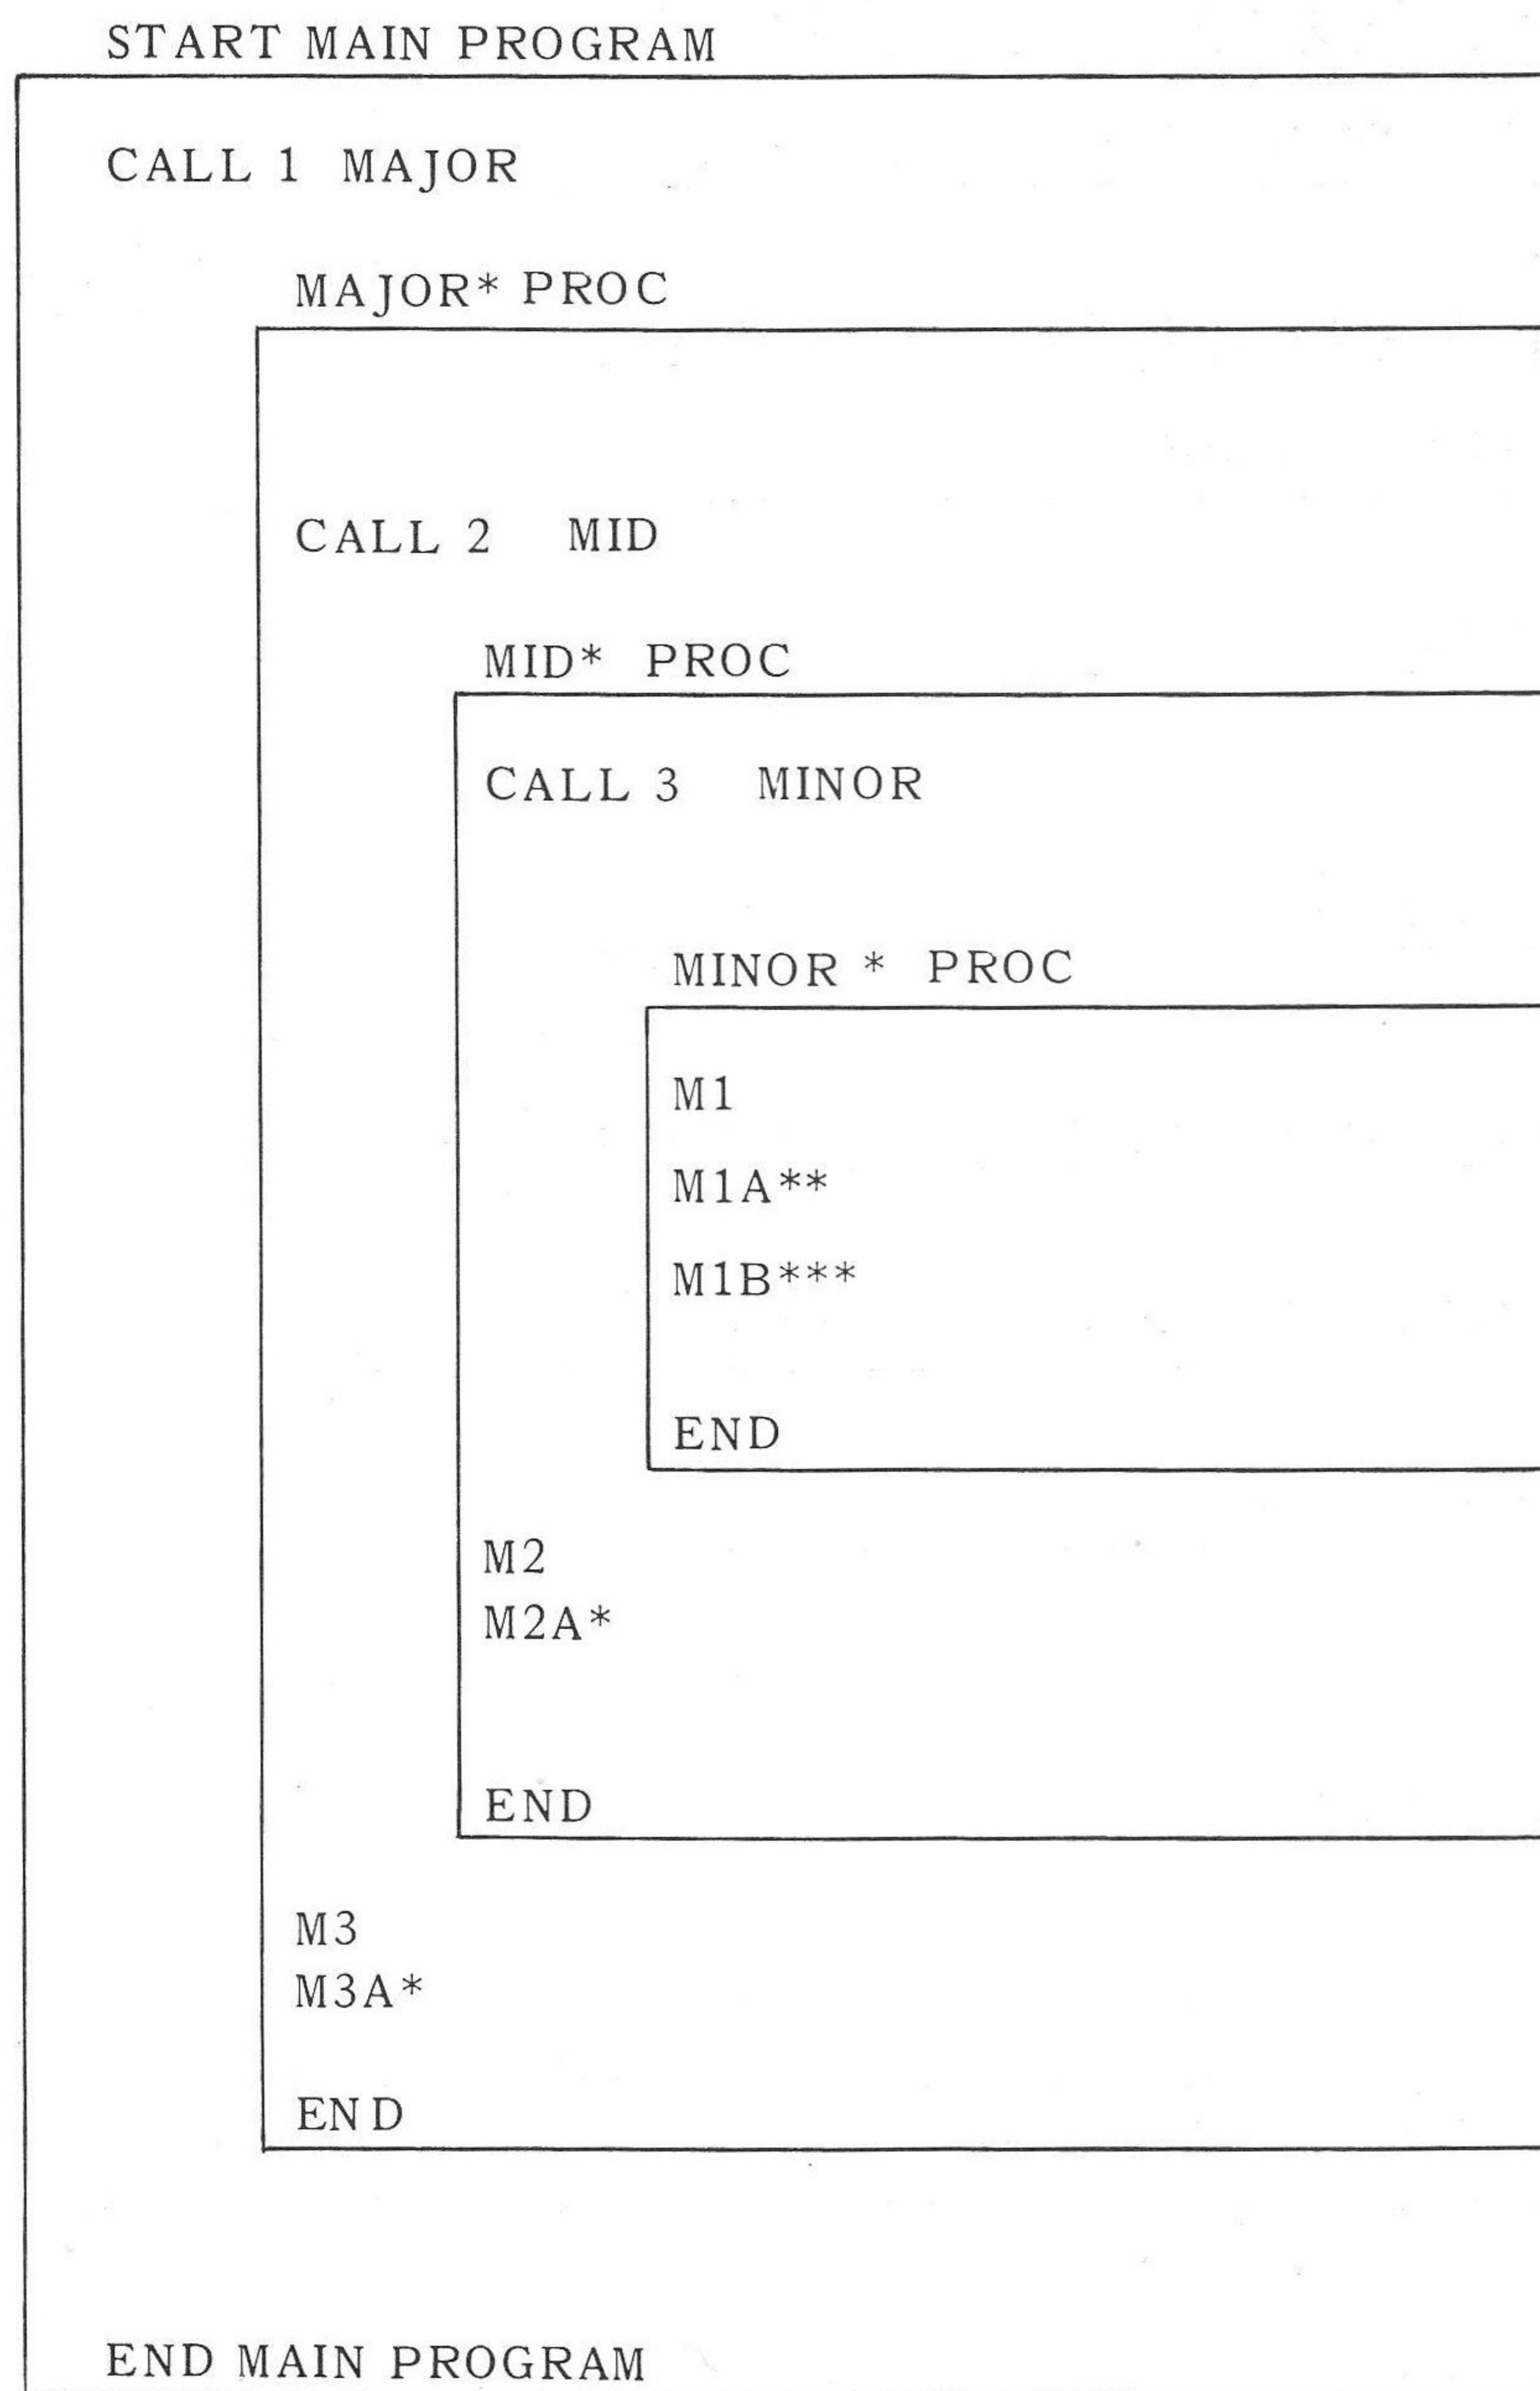 START MAIN PROGRAM
CALL 1 MAJOR
MAJOR* PROC
CALL 2 MID
MID* PROC
CALL 3 MINOR
MINOR * PROC
M1
M1A**
M1B***
END
M2
M2A*
END
M3
M3A*
END
END MAIN PROGRAM